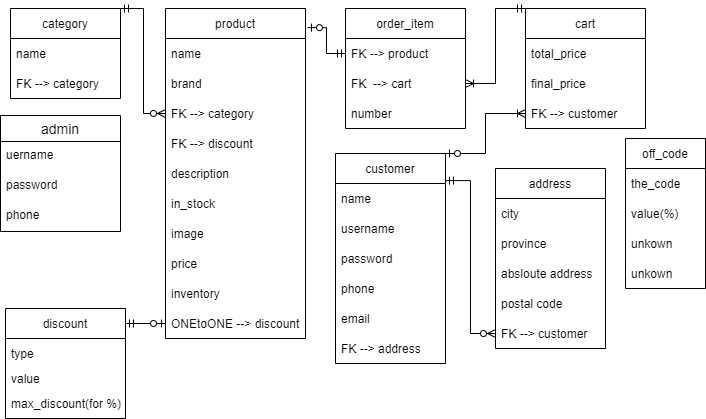 category
name
FK --> category
admin
uername
password
phone
product
name
brand
FK --> category
FK --> discount
description
in_stock
image
price
inventory
ONEtoONE --> discount
discount
type
value
max_discount(for %)
order_item
FK --> product
FK --> cart
number
cart
total_price
final_price
FK --> customer
customer
name
username
password
phone
email
FK --> address
address
city
province
absloute address
postal code
FK --> customer
off_code
the_code
value(%)
unkown
unkown